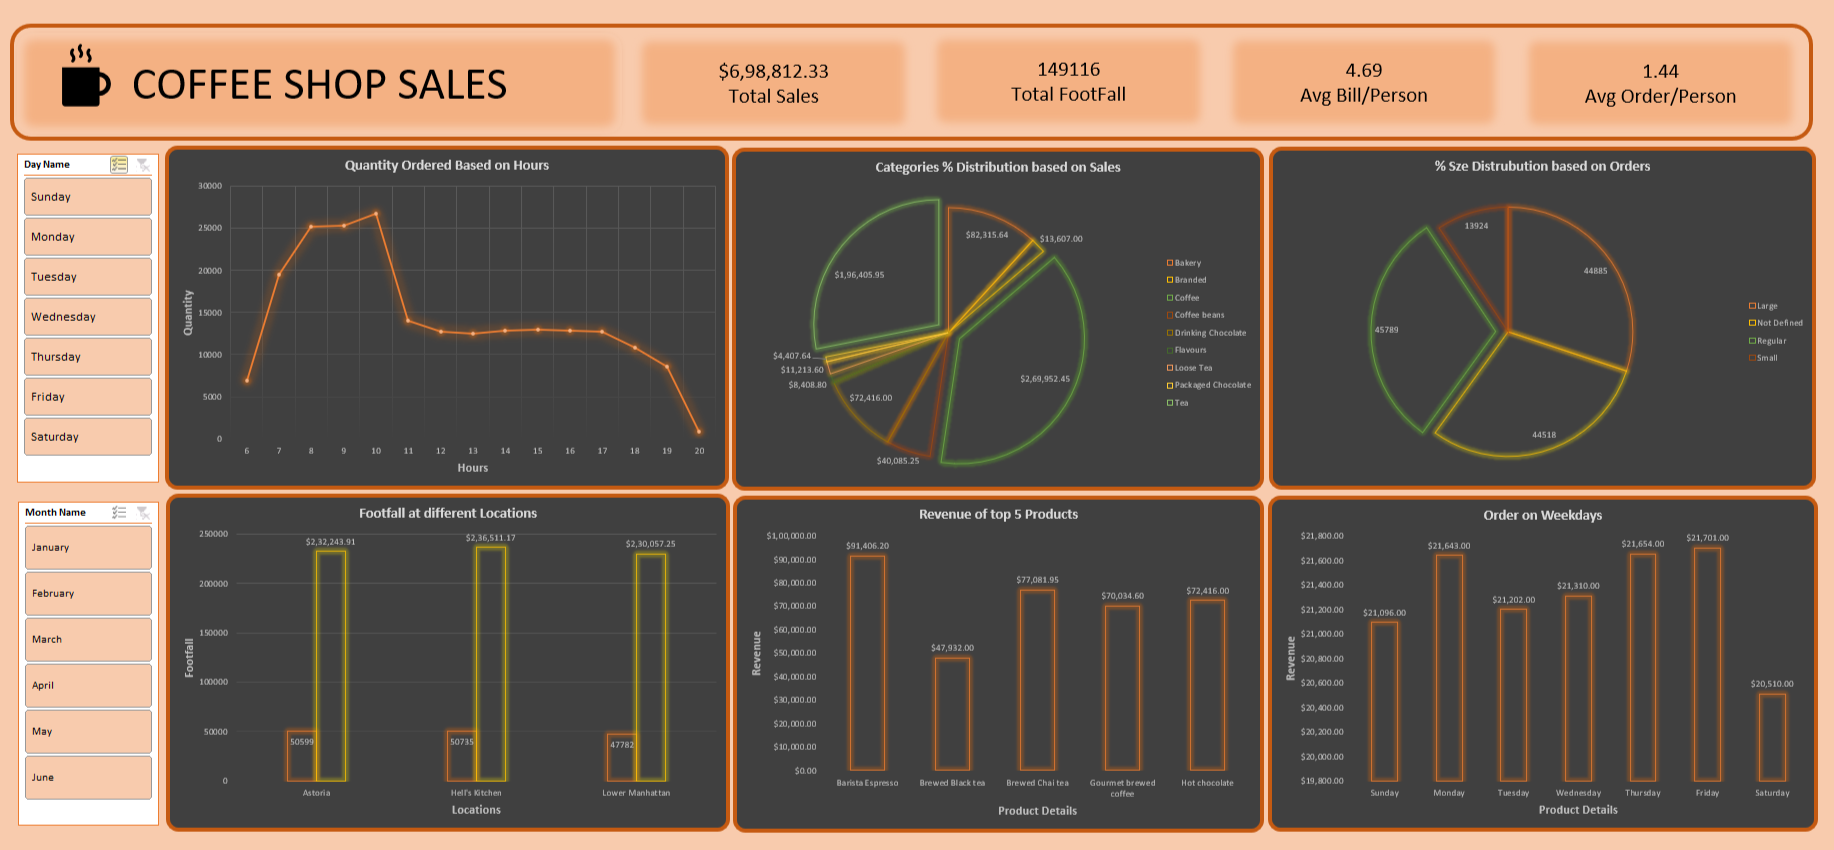 COFFEE SHOP SALES
$6,98,812.33
Total Sales
149116
Total FootFall
4.69
Avg Bill/Person
1.44
Avg Order/Person
Day Name
Sunday
Monday
Tuesday
Wednesday
Thursday
Friday
Saturday
Month Name
January
February
March
April
May
June
Quantity Ordered Based on Hours
30000
25000
20000
15000
10000
5000
0
Quantity
6 7 8 9 10 11 12 13 14 15 16 17 18 19 20
Hours
Categories % Distribution based on Sales
$82,315.64
$13,607.00
$1,96,405.95
$4,407.64
$11,213.60
$8,408.80
$72,416.00
$2,69,952.45
$40,085.25
Bakery
Branded
Coffee
Coffee beans
Drinking Chocolate
Flavours
Loose Tea
Packaged Chocolate
Tea
% Sze Distrubution based on Orders
13924
44885
45789
44518
Large
Not Defined
Regular
Small
Footfall at different Locations
250000
200000
150000
100000
50000
0
Footfall
$2,32,243.91
$2,36,511.17
$2,30,057.25
50599
50735
47782
Astoria
Hell's Kitchen
Lower Manhattan
Locations
Revenue of top 5 Products
$1,00,000.00
$90,000.00
$80,000.00
$70,000.00
$60,000.00
$50,000.00
$40,000.00
$30,000.00
$20,000.00
$10,000.00
$0.00
Revenue
$91,406.20
$47,932.00
$77,081.95
$70,034.60
$72,416.00
Barista Espresso
Brewed Black tea
Brewed Chai tea
Gourmet brewed
coffee
Hot chocolate
Product Details
Order on Weekdays
$21,800.00
$21,600.00
$21,400.00
$21,200.00
$21,000.00
$20,800.00
$20,600.00
$20,400.00
$20,200.00
$20,000.00
$19,800.00
Revenue
$21,096.00
$21,643.00
$21,202.00
$21,310.00
$21,654.00
$21,701.00
$20,510.00
Sunday
Monday
Tuesday
Wednesday
Thursday
Friday
Saturday
Product Details